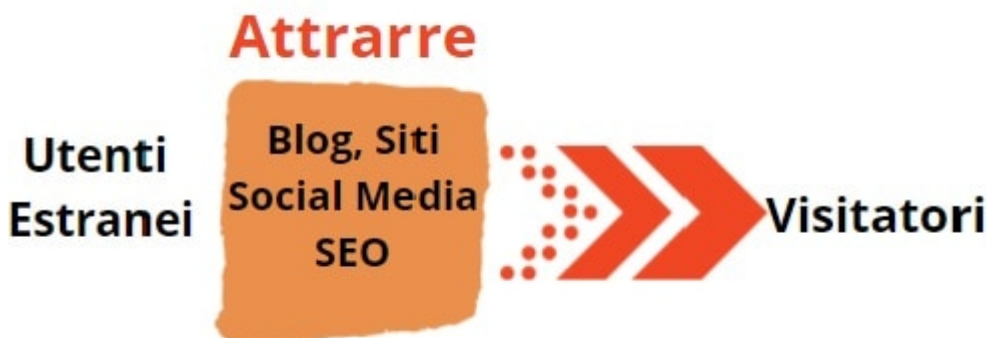 Attrarre
Utenti
Estranei
Blog, Siti
Social Media
SEO
Visitatori